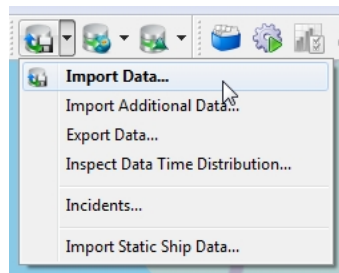 Import Data...
Import Additional Data...
Export Data...
Inspect Data Time Distribution...
Incidents...
Import Static Ship Data...